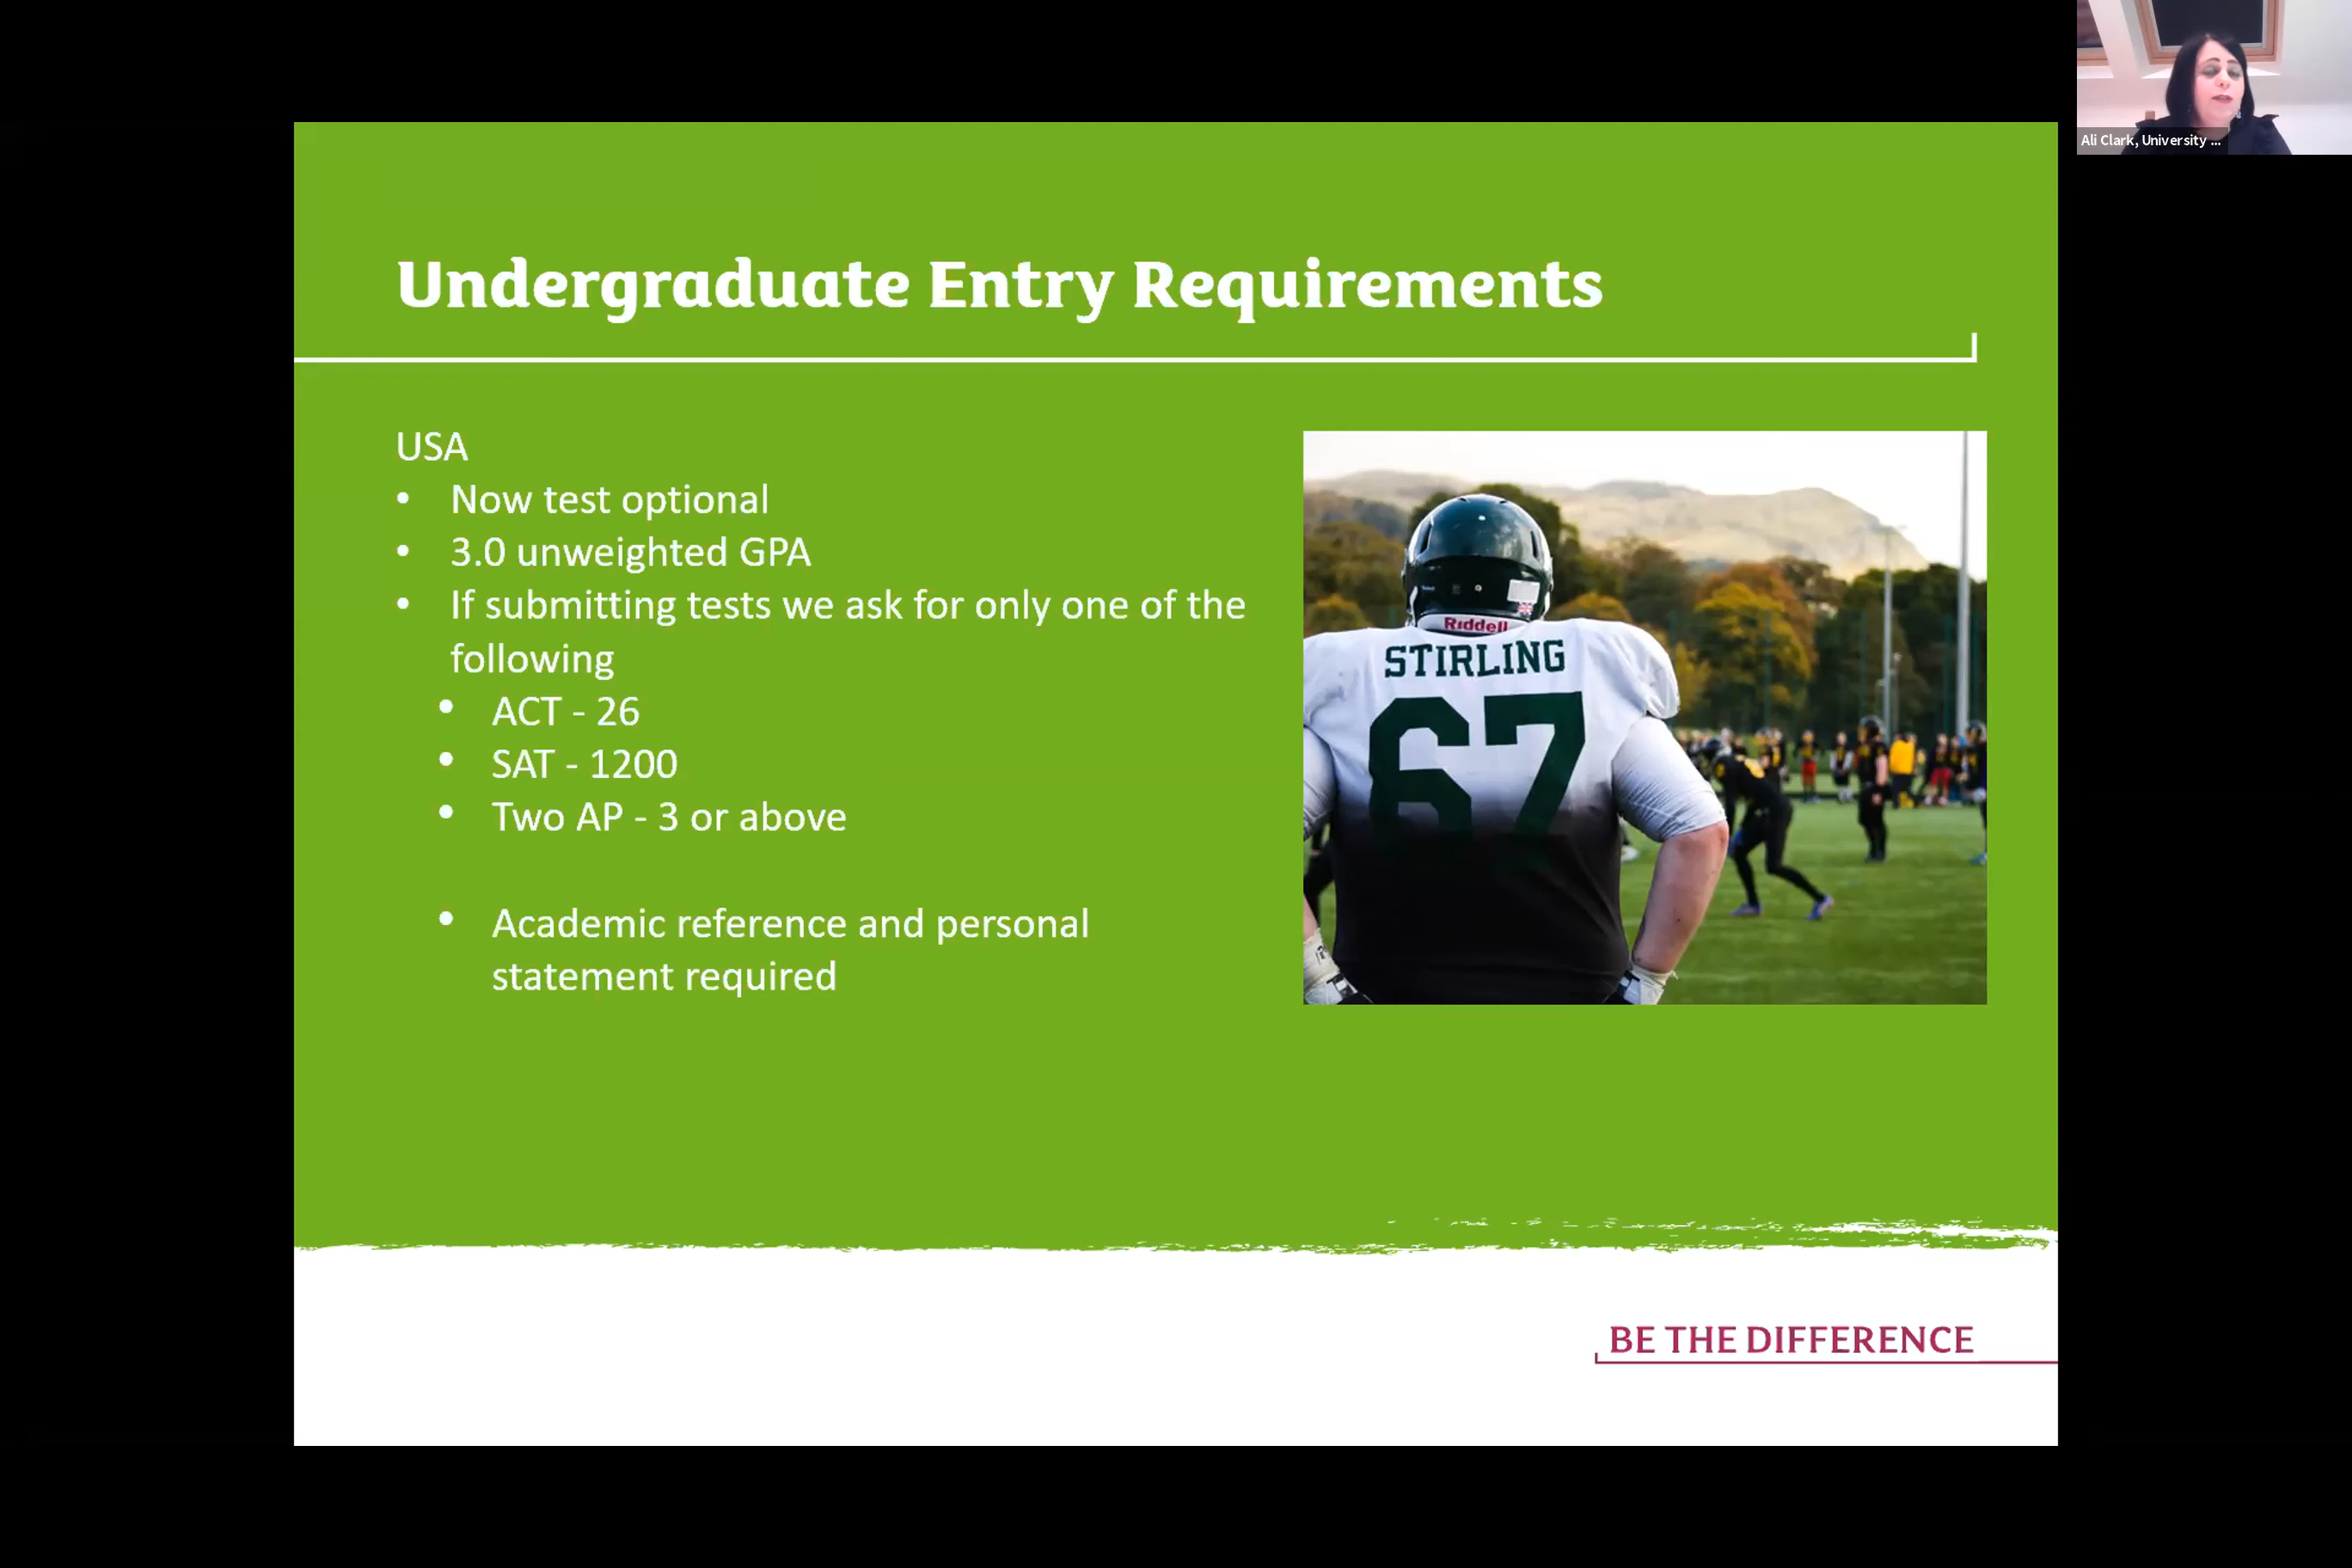 Ali Clark, University ...
Undergraduate Entry Requirements
USA
• Now test optional
• 3.0 unweighted GPA
• If submitting tests we ask for only one of the
following
• ACT - 26
• SAT - 1200
• Two AP - 3 or above
• Academic reference and personal
statement required
Riddell
STIRLING
67
BE THE DIFFERENCE